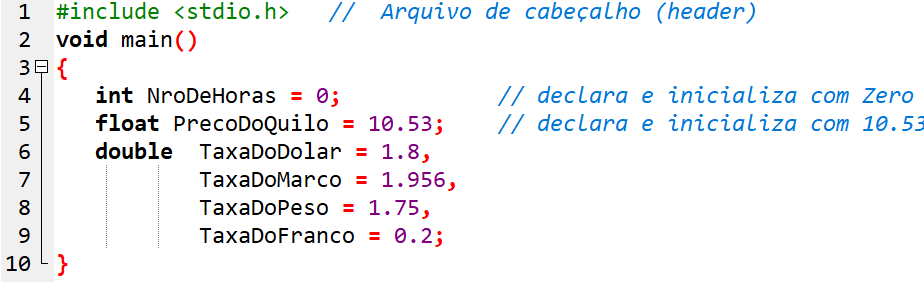 1 #include <stdio.h> // Arquivo de cabeçalho (header)
2 void main()
3 {
4 int NroDeHoras = 0; // declara e inicializa com Zero
5 float PrecoDoQuilo = 10.53; // declara e inicializa com 10.53
6 double TaxaDoDolar = 1.8,
7 TaxaDoMarco = 1.956,
8 TaxaDoPeso = 1.75,
9 TaxaDoFranco = 0.2;
10 }